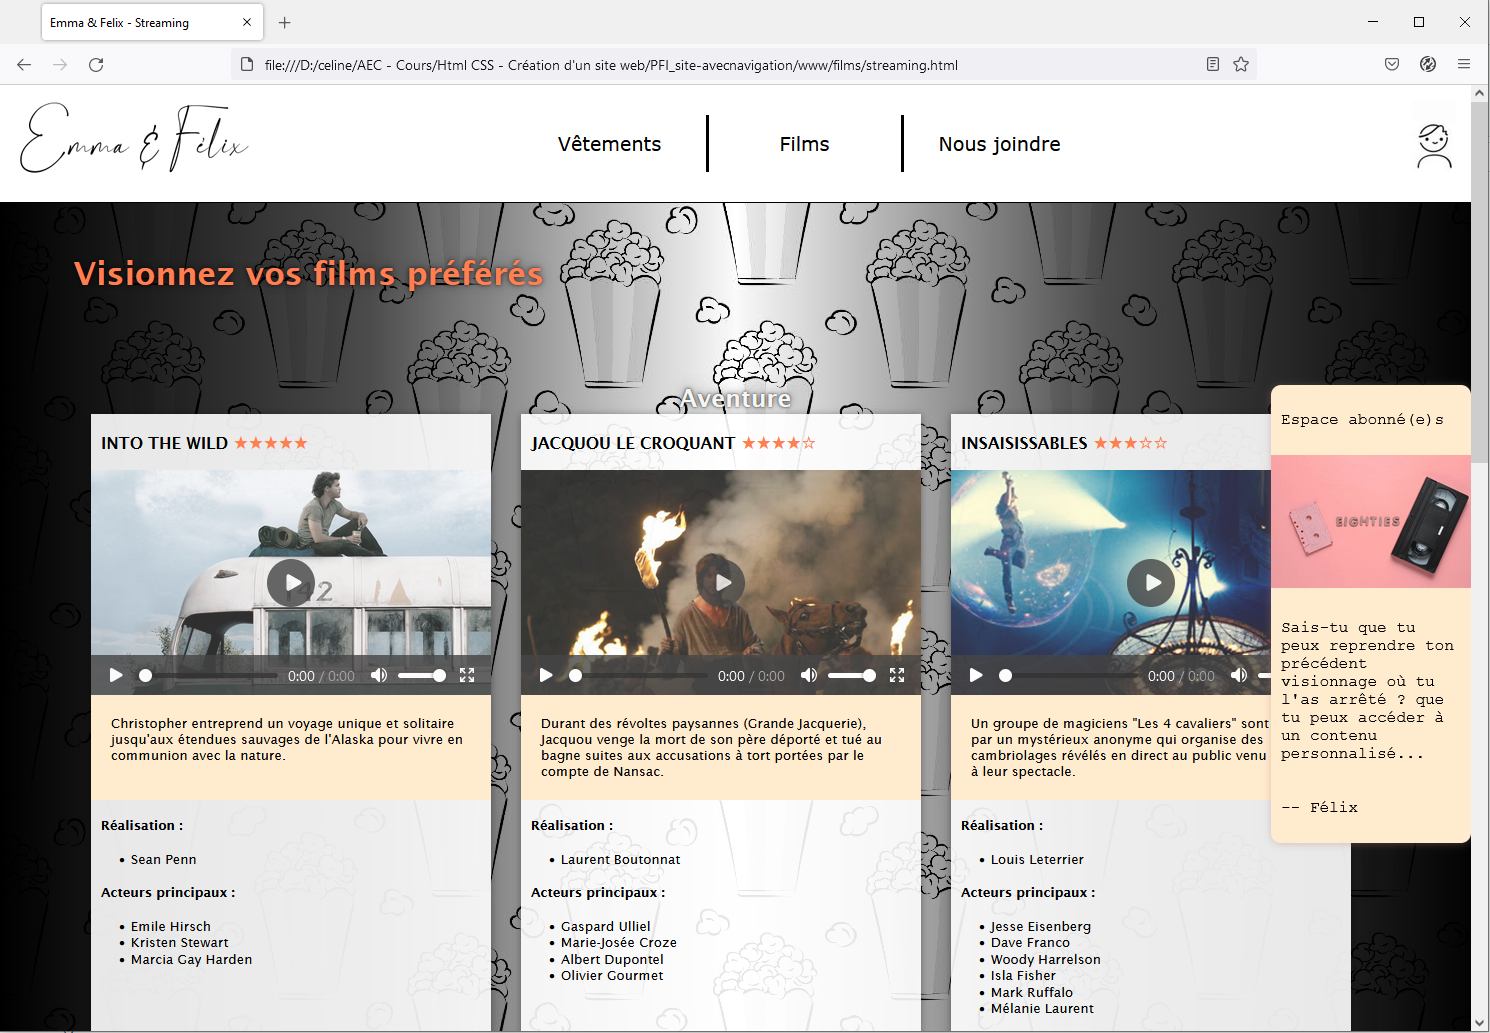 Emma & Felix - Streaming
file:///D:/celine/AEC - Cours/Html CSS - Création d'un site web/PFI_site-avecnavigation/www/films/streaming.html
Emma & Félix
Vêtements
Films
Nous joindre
Visionnez vos films préférés
Aventure
INTO THE WILD ★★★★★
142
0:00 / 0:00
Christopher entreprend un voyage unique et solitaire
jusqu'aux étendues sauvages de l'Alaska pour vivre en
communion avec la nature.
Réalisation :
• Sean Penn
Acteurs principaux :
• Emile Hirsch
• Kristen Stewart
• Marcia Gay Harden
JACQUOU LE CROQUANT ★★★★☆
0:00 / 0:00
Durant des révoltes paysannes (Grande Jacquerie),
Jacquou venge la mort de son père déporté et tué au
bagne suites aux accusations à tort portées par le
compte de Nansac.
Réalisation :
• Laurent Boutonnat
Acteurs principaux :
• Gaspard Ulliel
• Marie-Josée Croze
• Albert Dupontel
• Olivier Gourmet
INSAISISSABLES ★★★☆☆
0:00 / 0:00
Un groupe de magiciens "Les 4 cavaliers" sont
par un mystérieux anonyme qui organise des
cambriolages révélés en direct au public venu
à leur spectacle.
Réalisation :
• Louis Leterrier
Acteurs principaux :
• Jesse Eisenberg
• Dave Franco
• Woody Harrelson
• Isla Fisher
• Mark Ruffalo
• Mélanie Laurent
Espace abonné(e)s
EIGHTIES
Sais-tu que tu
peux reprendre ton
précédent
visionnage où tu
l'as arrêté ? que
tu peux accéder à
un contenu
personnalisé...
-- Félix